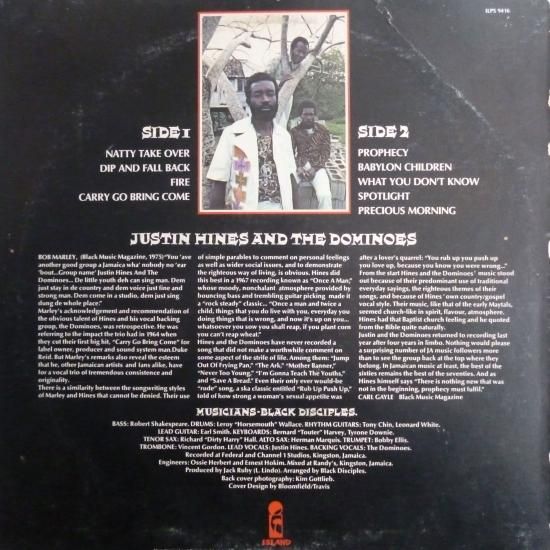 ILPS 9416
SIDE 1
NATTY TAKE OVER
DIP AND FALL BACK
FIRE
CARRY GO BRING COME
SIDE 2
PROPHECY
BABYLON CHILDREN
WHAT YOU DON'T KNOW
SPOTLIGHT
PRECIOUS MORNING
JUSTIN HINES AND THE DOMINOES
BOB MARLEY, (Black Music Magazine, 1975) "You 'ave
another good group a Jamaica wha' nobody no 'ear
'bout...Group name' Justin Hines And The
Dominoes... De little youth deh can sing man. Dem
just stay in de country and dem voice just fine and
strong man. Dem come in a studio, dem just sing
dung de whole place."
Marley's acknowledgement and recommendation of
the obvious talent of Hines and his vocal backing
group, the Dominoes, was retrospective. He was
referring to the impact the trio had in 1964 when
they cut their first big hit, "Carry Go Bring Come" for
label owner, producer and sound system man.Duke
Reid. But Marley's remarks also reveal the esteem
that he, other Jamaican artists and fans alike, have
for a vocal trio of tremendous consistence and
originality.
There is a similarity between the songwriting styles
of Marley and Hines that cannot be denied. Their use
of simple parables to comment on personal feelings
as well as wider social issues, and to demonstrate
the righteous way of living, is obvious. Hines did
this best in a 1967 recording known as "Once A Man,"
whose moody, nonchalant atmosphere provided by
bouncing bass and trembling guitar picking made it
a "rock steady" classic.. "Once a man and twice a
child, things that you do live with you, everyday you
doing things that is wrong, and now it's up on you...
whatsoever you sow you shall reap, if you plant corn
you can't reap wheat."
Hines and the Dominoes have never recorded a
song that did not make a worthwhile comment on
some aspect of the strife of living. Among them: "Jump
Out Of Frying Pan," "The Ark," "Mother Banner,"
"Never Too Young," "I'm Gonna Teach The Youths,"
and "Save A Bread." Even their only ever would-be
"rude" song, a ska classic entitled "Rub Up Push Up,"
told of how strong a woman's sexual appetite was
after a lover's quarrel: "You rub up you push up
you love up, because you know you were wrong..."
From the start Hines and the Dominoes' music stood
out because of their predominant use of traditional
everyday sayings, the righteous themes of their
songs, and because of Hines' own country/gospel
vocal style. Their music, like that of the early Maytals,
seemed church-like in spirit, flavour, atmosphere.
Hines had that Baptist church feeling and he quoted
from the Bible quite naturally.
Justin and the Dominoes returned to recording last
year after four years in limbo. Nothing would please
a surprising number of JA music followers more
than to see the group back at the top where they
belong. In Jamaican music at least, the best of the
sixties remains the best of the seventies. And as
Hines himself says "There is nothing new that was
not in the beginning, prophecy must fulfil."
CARL GAYLE Black Music Magazine
MUSICIANS-BLACK DISCIPLES.
BASS: Robert Shakespeare. DRUMS: Leroy "Horsemouth" Wallace. RHYTHM GUITARS: Tony Chin, Leonard White.
LEAD GUITAR: Earl Smith. KEYBOARDS: Bernard "Touter" Harvey, Tyrone Downie.
TENOR SAX: Richard "Dirty Harry" Hall. ALTO SAX: Herman Marquis. TRUMPET: Bobby Ellis.
TROMBONE: Vincent Gordon. LEAD VOCALS: Justin Hines. BACKING VOCALS: The Dominoes.
Recorded at Federal and Channel 1 Studios, Kingston, Jamaica.
Engineers: Ossie Herbert and Ernest Hokim. Mixed at Randy's, Kingston, Jamaica.
Produced by Jack Ruby (L. Lindo). Arranged by Black Disciples.
Back cover photography: Kim Gottlieb.
Cover Design by Bloomfield/Travis
ISLAND